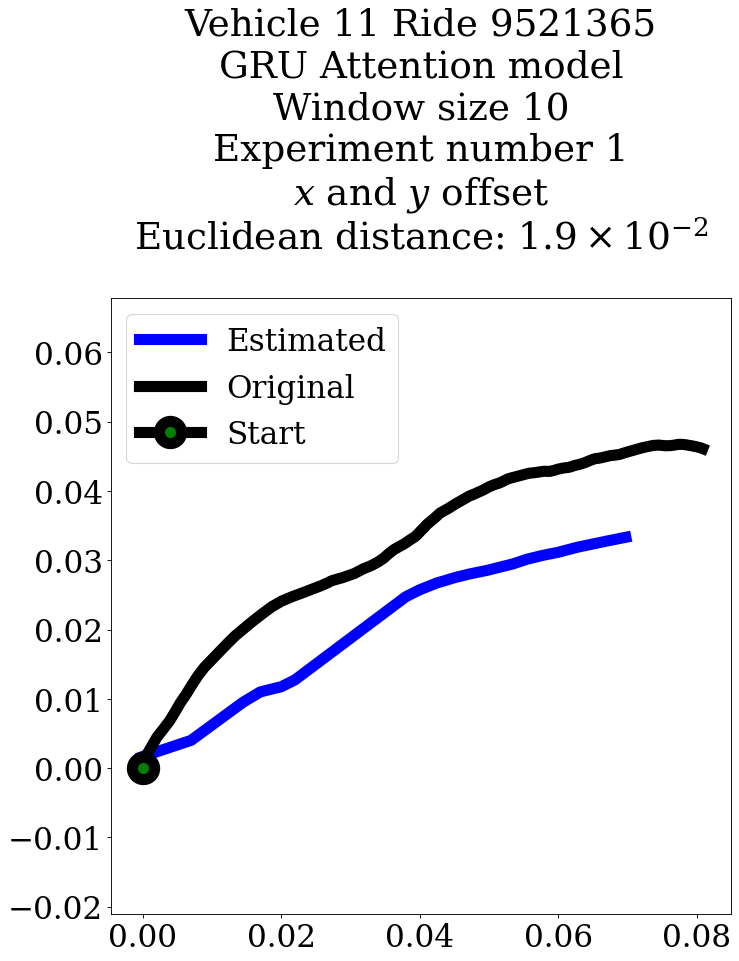 Vehicle 11 Ride 9521365
GRU Attention model
Window size 10
Experiment number 1
x and y offset
Euclidean distance: 1.9 × 10⁻²
Estimated
Original
Start
0.06
0.05
0.04
0.03
0.02
0.01
0.00
−0.01
−0.02
0.00 0.02 0.04 0.06 0.08